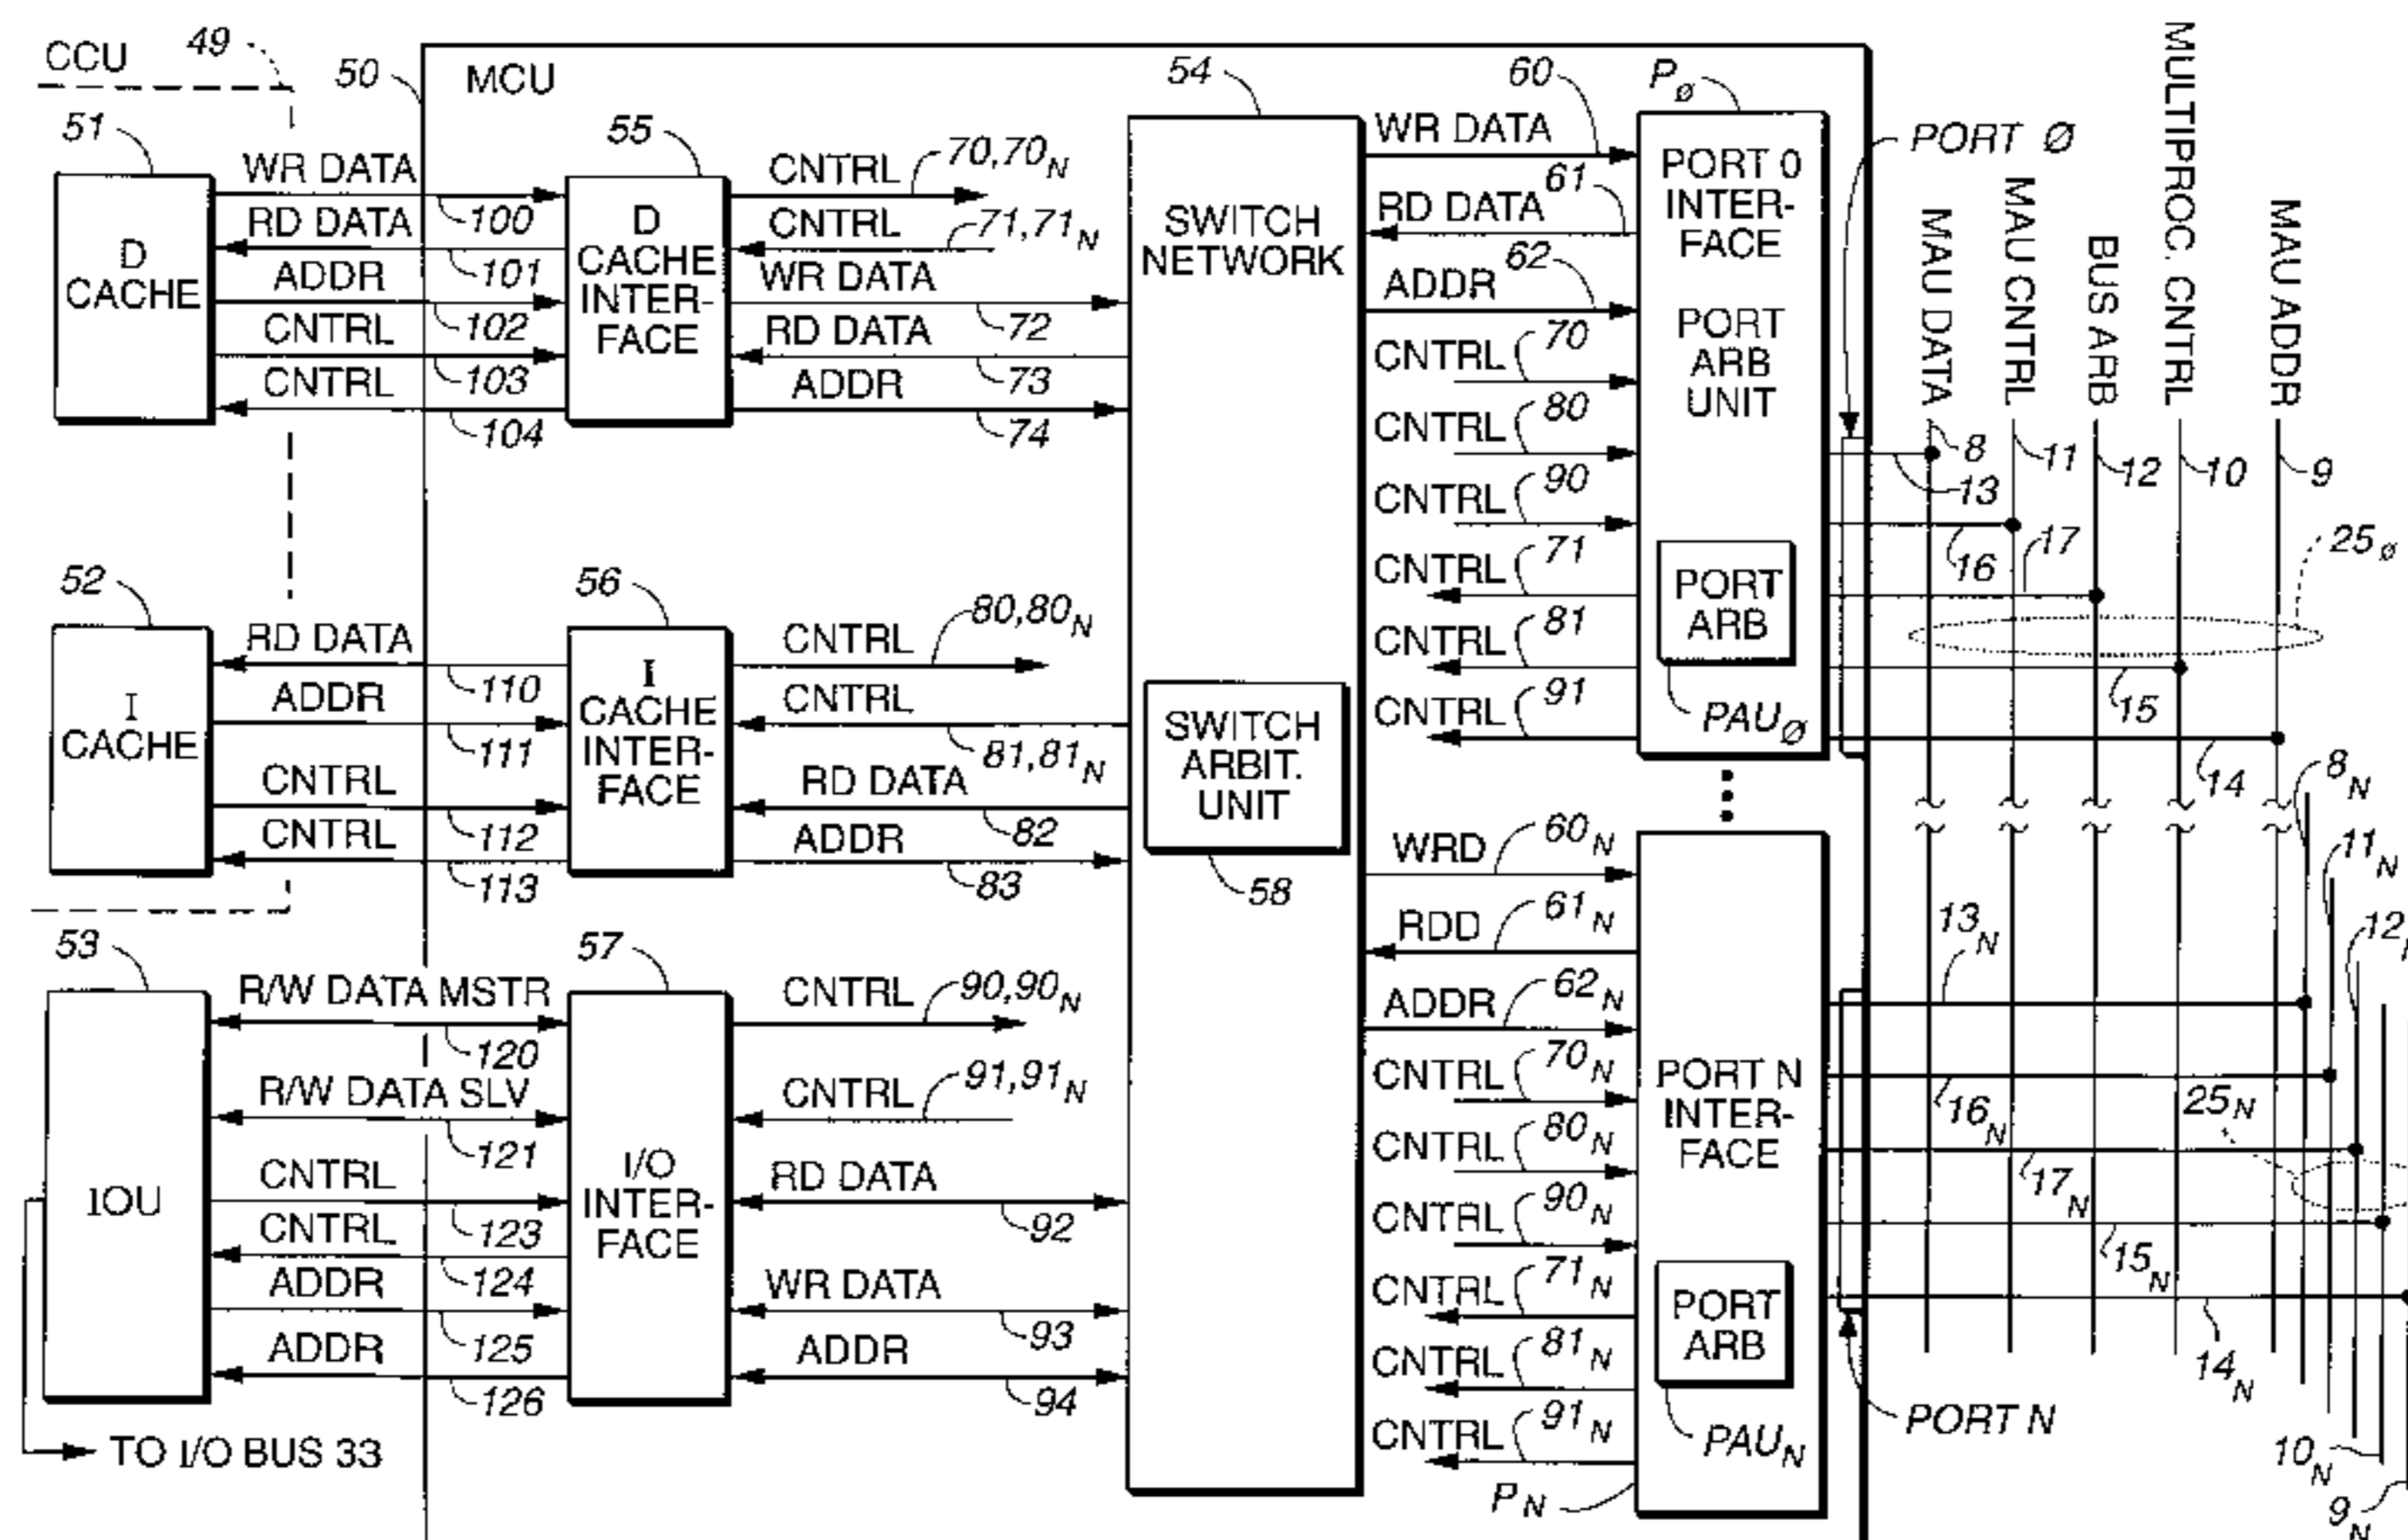 CCU
49
50
MCU
51
D
CACHE
WR DATA
100
RD DATA
101
ADDR
102
CNTRL
103
CNTRL
104
55
D
CACHE
INTER-
FACE
CNTRL
70,70N
CNTRL
71,71N
WR DATA
72
RD DATA
73
ADDR
74
52
I
CACHE
RD DATA
110
ADDR
111
CNTRL
112
CNTRL
113
56
I
CACHE
INTER-
FACE
CNTRL
80,80N
CNTRL
81,81N
RD DATA
82
ADDR
83
53
IOU
R/W DATA MSTR
120
R/W DATA SLV
121
CNTRL
123
CNTRL
124
ADDR
125
ADDR
126
TO I/O BUS 33
57
I/O
INTER-
FACE
CNTRL
90,90N
CNTRL
91,91N
RD DATA
92
WR DATA
93
ADDR
94
54
SWITCH
NETWORK
SWITCH
ARBIT.
UNIT
58
WR DATA
60
RD DATA
61
ADDR
62
CNTRL
70
CNTRL
80
CNTRL
90
CNTRL
71
CNTRL
81
CNTRL
91
PØ
PORT 0
INTER-
FACE
PORT
ARB
UNIT
PORT
ARB
PAUØ
WRD
60N
RDD
61N
ADDR
62N
CNTRL
70N
CNTRL
80N
CNTRL
90N
CNTRL
71N
CNTRL
81N
CNTRL
91N
PORT N
INTER-
FACE
PORT
ARB
PAUN
PN
PORT Ø
MAU DATA
MAU CNTRL
BUS ARB
MULTIPROC. CNTRL
MAU ADDR
8
11
12
10
9
13
16
17
25ø
15
14
8N
11N
12
13N
16N
25N
17N
15N
14N
PORT N
10N
9N